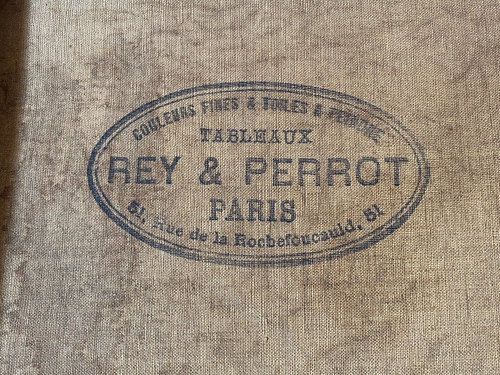 COULEURS FINES & TOILES À PEINDRE
TABLEAUX
REY & PERROT
PARIS
51, Rue de la Rochefoucauld, 51